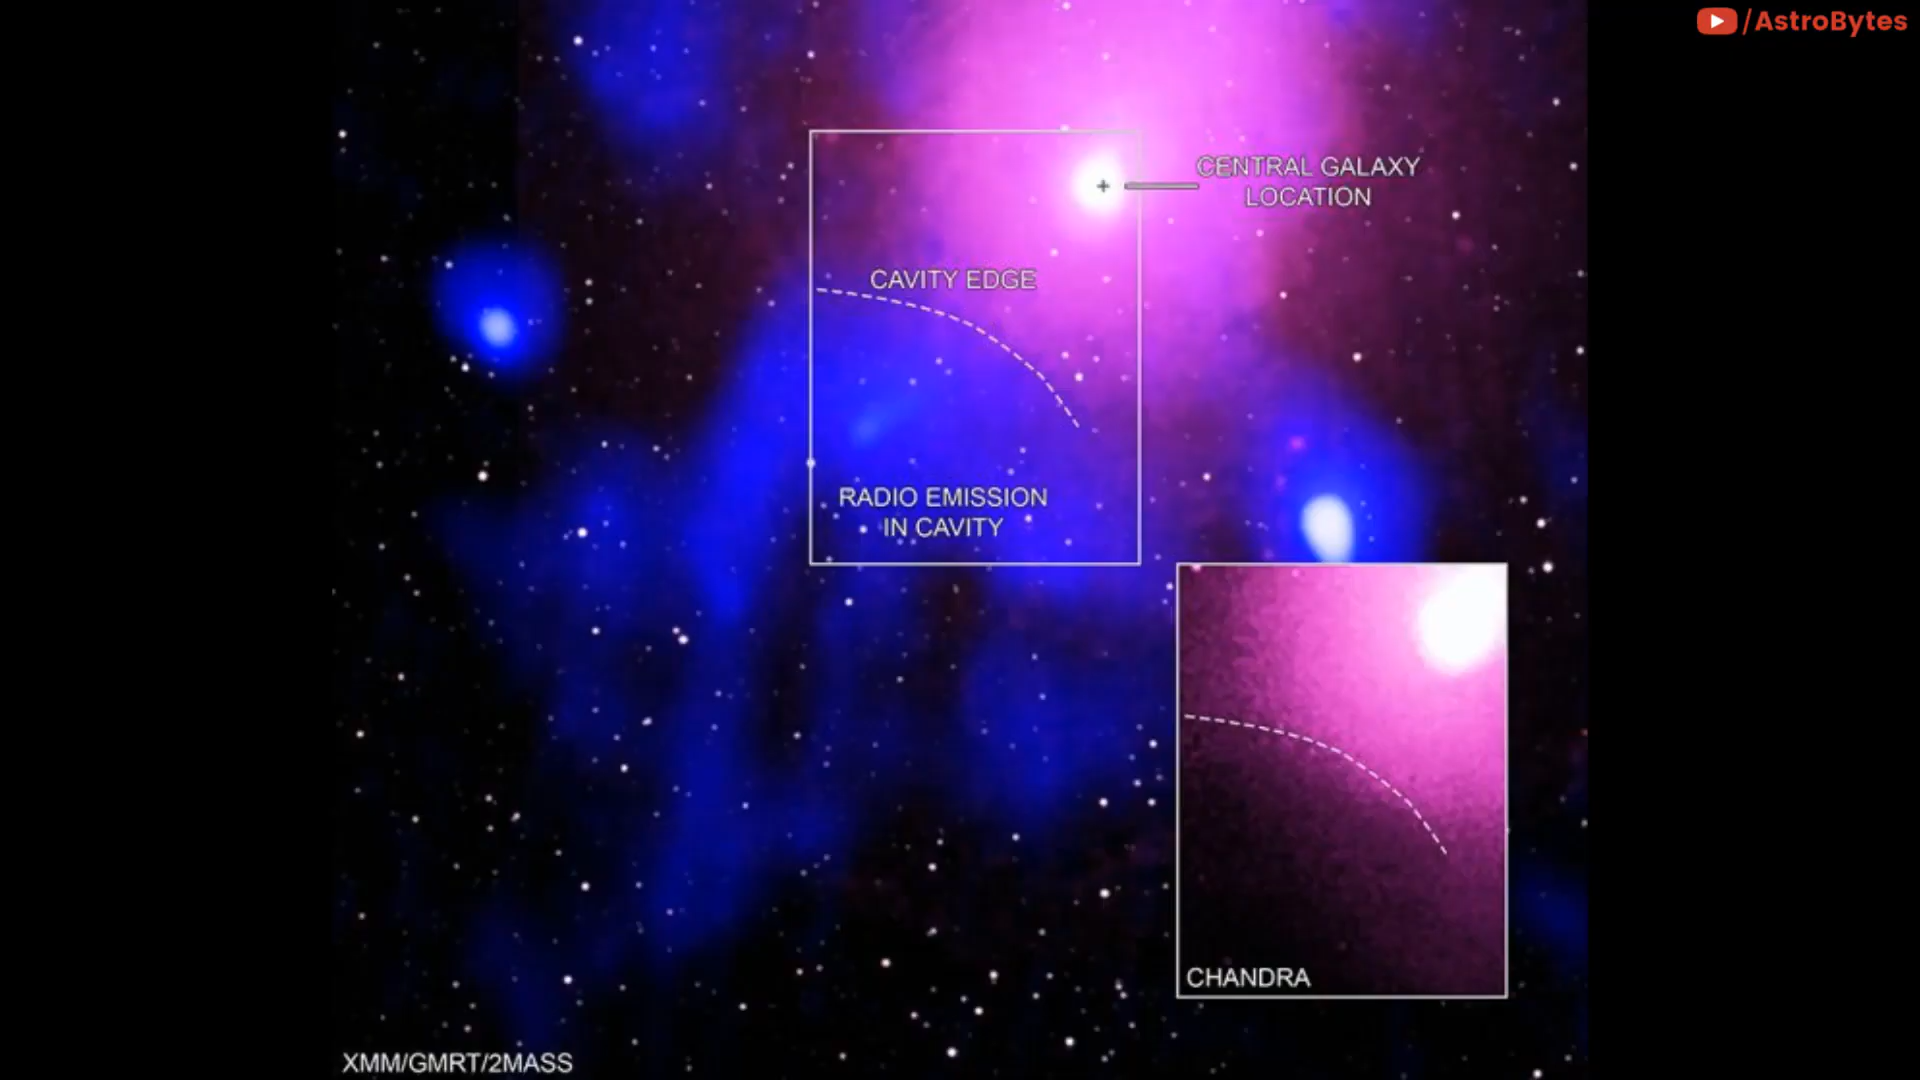 /AstroBytes
CENTRAL GALAXY
LOCATION
CAVITY EDGE
RADIO EMISSION
IN CAVITY
CHANDRA
XMM/GMRT/2MASS